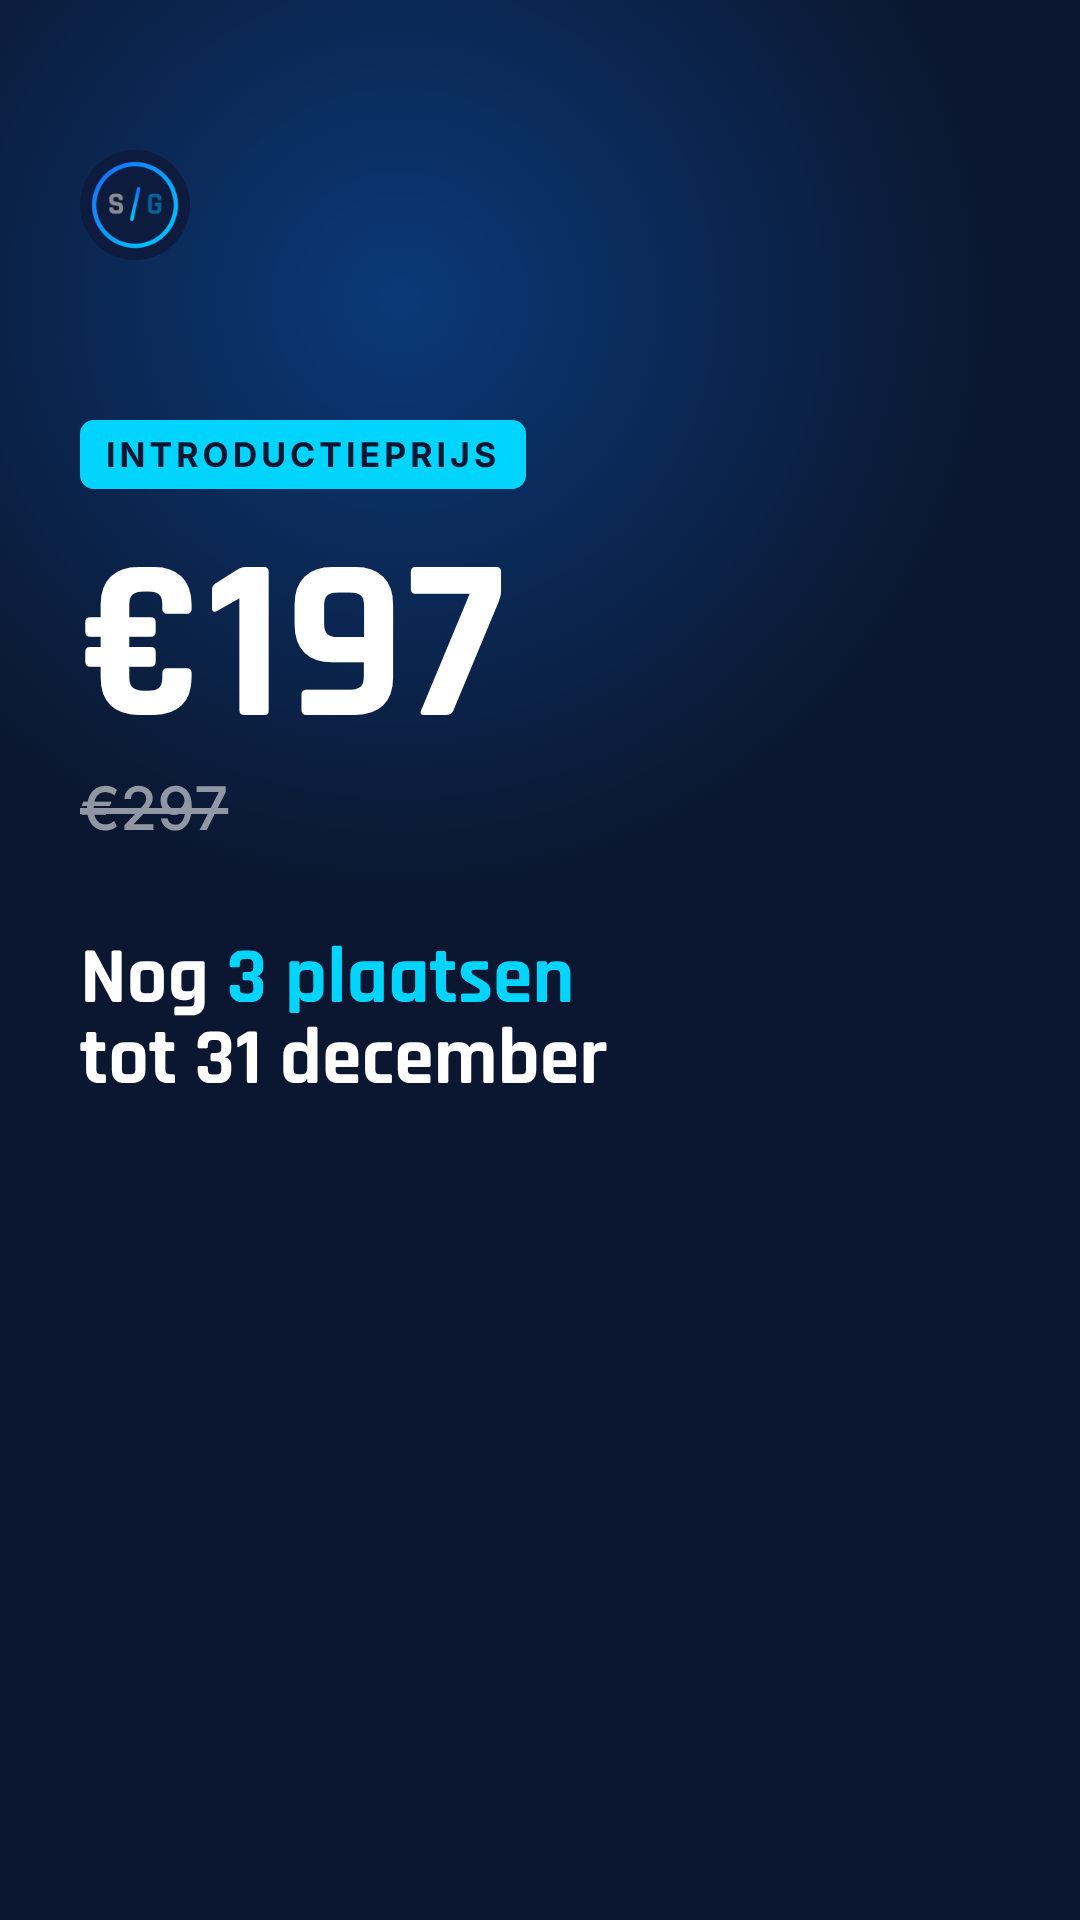 S/G
INTRODUCTIEPRIJS
€197
€297
Nog 3 plaatsen
tot 31 december